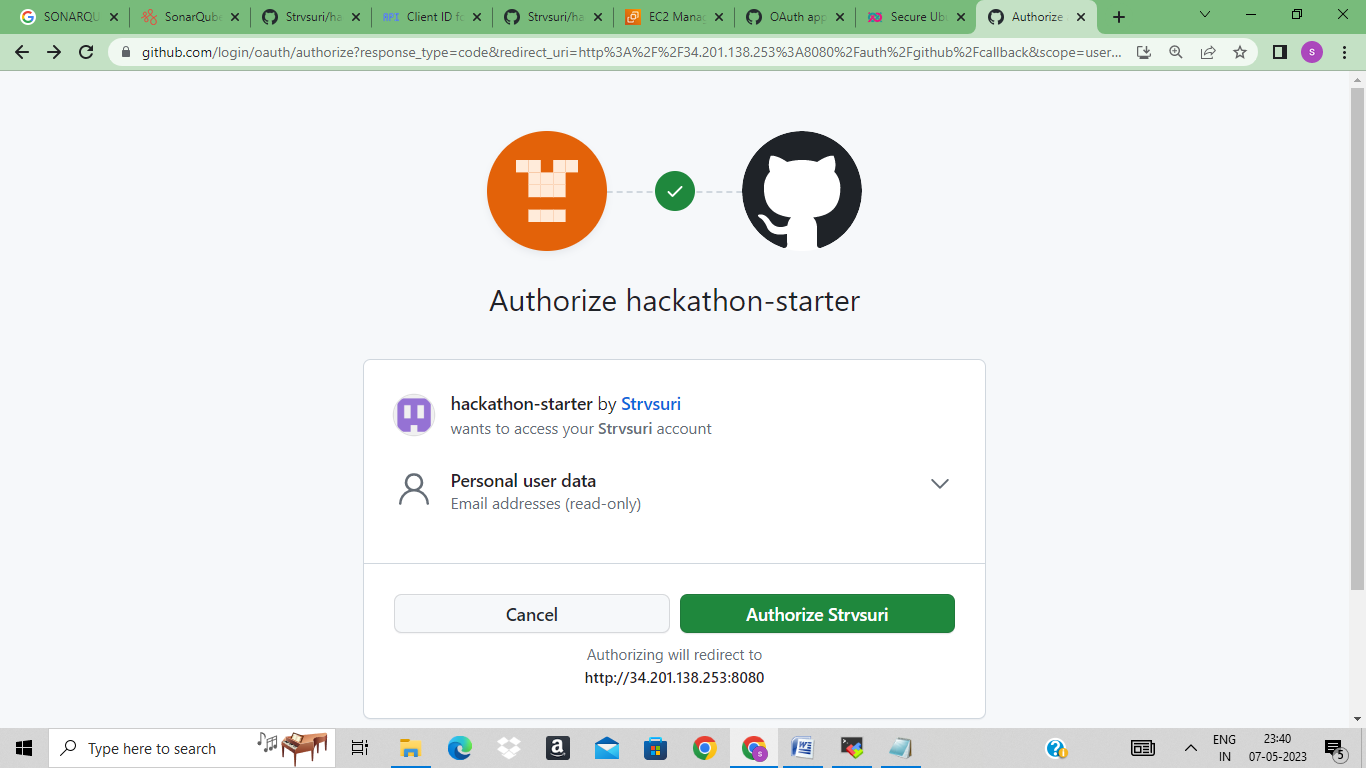 SONARQU
SonarQube
Strvsuri/ha
Client ID fo
Strvsuri/ha
EC2 Manag
OAuth app
Secure Ubu
Authorize
github.com/login/oauth/authorize?response_type=code&redirect_uri=http%3A%2F%2F34.201.138.253%3A8080%2Fauth%2Fgithub%2Fcallback&scope=user...
S
Authorize hackathon-starter
hackathon-starter by Strvsuri
wants to access your Strvsuri account
Personal user data
Email addresses (read-only)
Cancel
Authorize Strvsuri
Authorizing will redirect to
http://34.201.138.253:8080
Type here to search
ENG
IN
23:40
07-05-2023
5